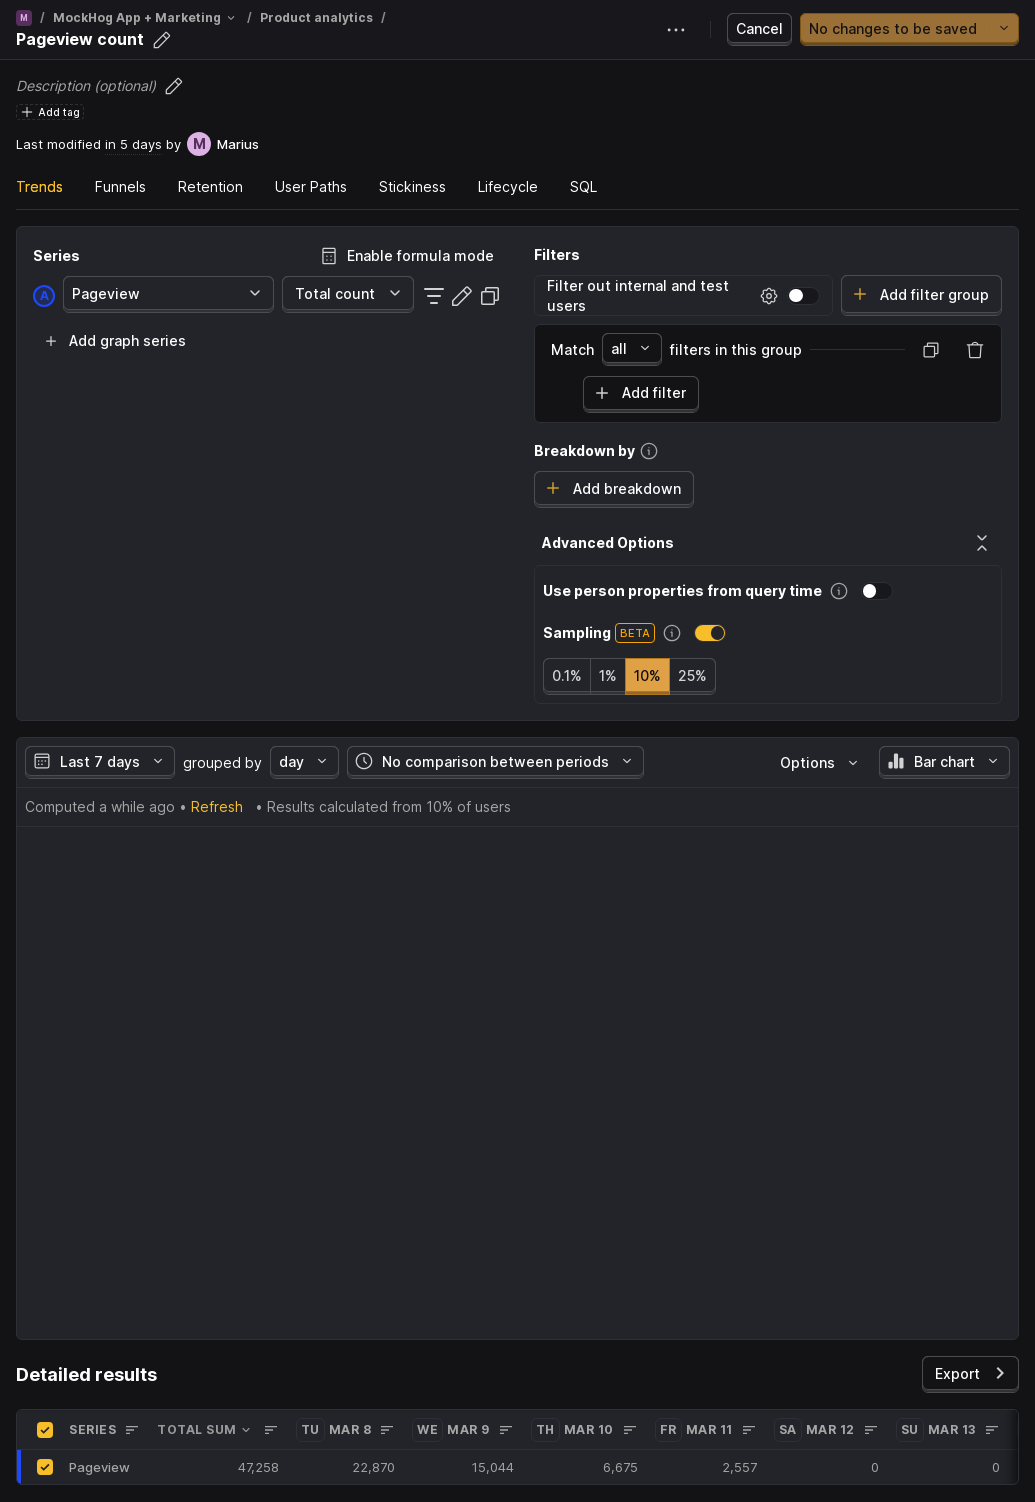 M / MockHog App + Marketing / Product analytics /
Pageview count
Cancel
No changes to be saved
Description (optional)
Add tag
Last modified in 5 days by M Marius
Trends Funnels Retention User Paths Stickiness Lifecycle SQL
Series
Enable formula mode
A Pageview Total count
Add graph series
Filters
Filter out internal and test
users
Add filter group
Match all filters in this group
Add filter
Breakdown by
Add breakdown
Advanced Options
Use person properties from query time
Sampling BETA
0.1% 1% 10% 25%
Last 7 days grouped by day No comparison between periods Options Bar chart
Computed a while ago • Refresh • Results calculated from 10% of users
Detailed results
Export
SERIES TOTAL SUM TU MAR 8 WE MAR 9 TH MAR 10 FR MAR 11 SA MAR 12 SU MAR 13
Pageview 47,258 22,870 15,044 6,675 2,557 0 0